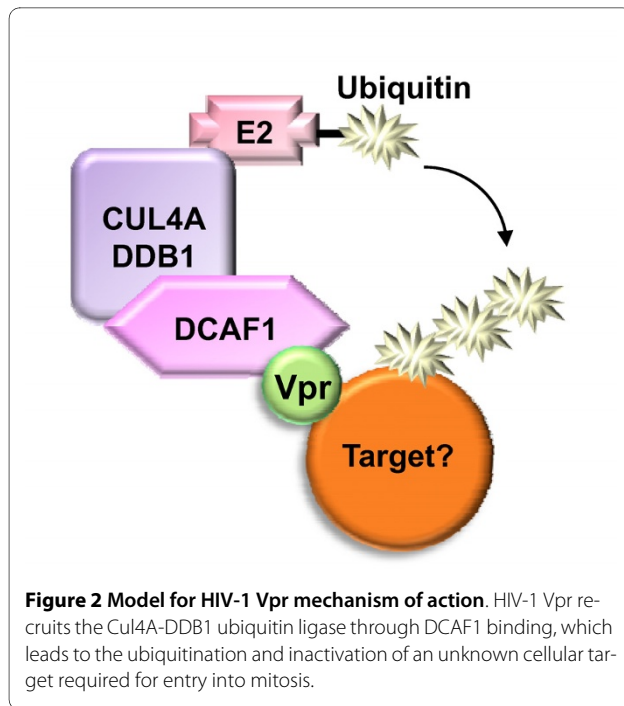 Ubiquitin
E2
CUL4A
DDB1
DCAF1
Vpr
Target?
Figure 2 Model for HIV-1 Vpr mechanism of action. HIV-1 Vpr re-
cruits the Cul4A-DDB1 ubiquitin ligase through DCAF1 binding, which
leads to the ubiquitination and inactivation of an unknown cellular tar-
get required for entry into mitosis.